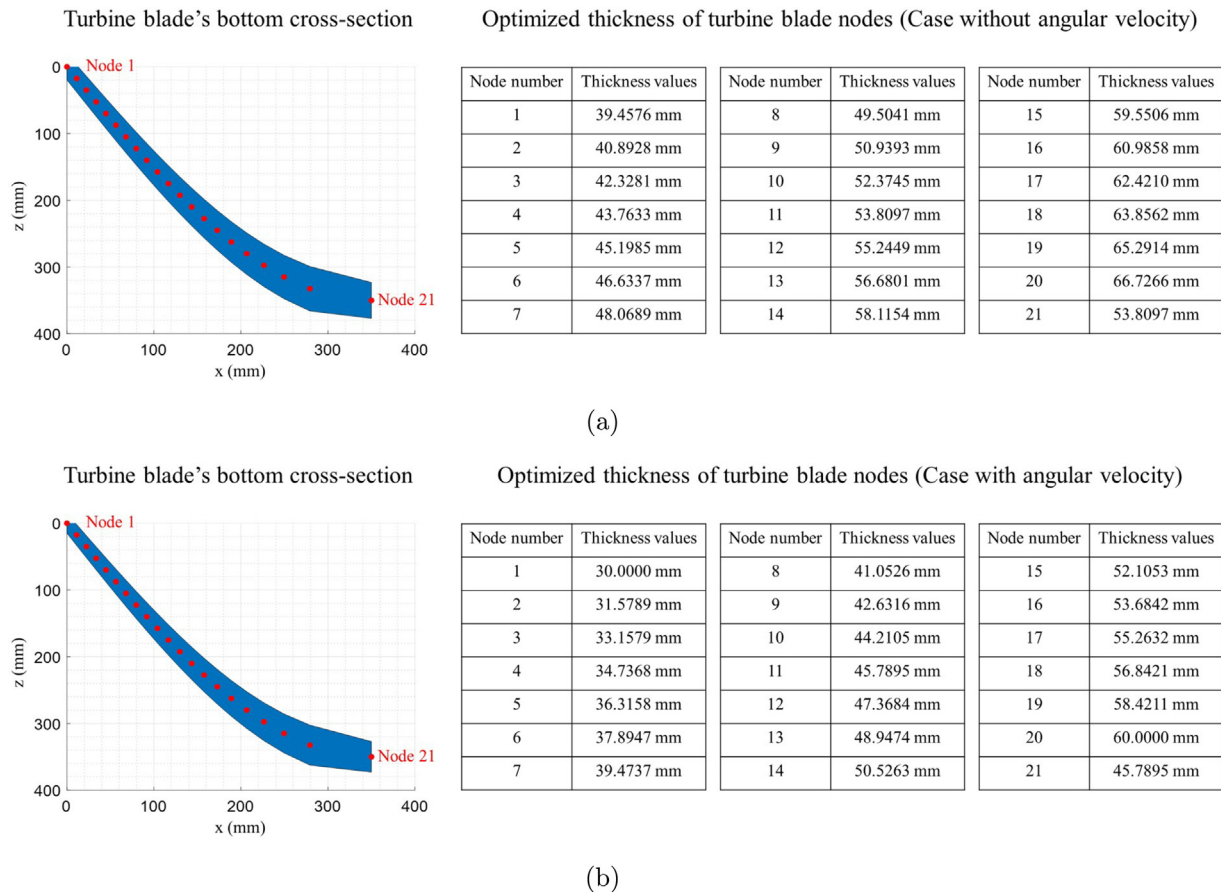 (a)
Turbine blade's bottom cross-section
Optimized thickness of turbine blade nodes (Case without angular velocity)
0
100
200
300
400
z (mm)
Node 1
Node 21
0 100 200 300 400
x (mm)
Node number Thickness values
1 39.4576 mm
2 40.8928 mm
3 42.3281 mm
4 43.7633 mm
5 45.1985 mm
6 46.6337 mm
7 48.0689 mm
Node number Thickness values
8 49.5041 mm
9 50.9393 mm
10 52.3745 mm
11 53.8097 mm
12 55.2449 mm
13 56.6801 mm
14 58.1154 mm
Node number Thickness values
15 59.5506 mm
16 60.9858 mm
17 62.4210 mm
18 63.8562 mm
19 65.2914 mm
20 66.7266 mm
21 53.8097 mm
(b)
Turbine blade's bottom cross-section
Optimized thickness of turbine blade nodes (Case with angular velocity)
0
100
200
300
400
z (mm)
Node 1
Node 21
0 100 200 300 400
x (mm)
Node number Thickness values
1 30.0000 mm
2 31.5789 mm
3 33.1579 mm
4 34.7368 mm
5 36.3158 mm
6 37.8947 mm
7 39.4737 mm
Node number Thickness values
8 41.0526 mm
9 42.6316 mm
10 44.2105 mm
11 45.7895 mm
12 47.3684 mm
13 48.9474 mm
14 50.5263 mm
Node number Thickness values
15 52.1053 mm
16 53.6842 mm
17 55.2632 mm
18 56.8421 mm
19 58.4211 mm
20 60.0000 mm
21 45.7895 mm